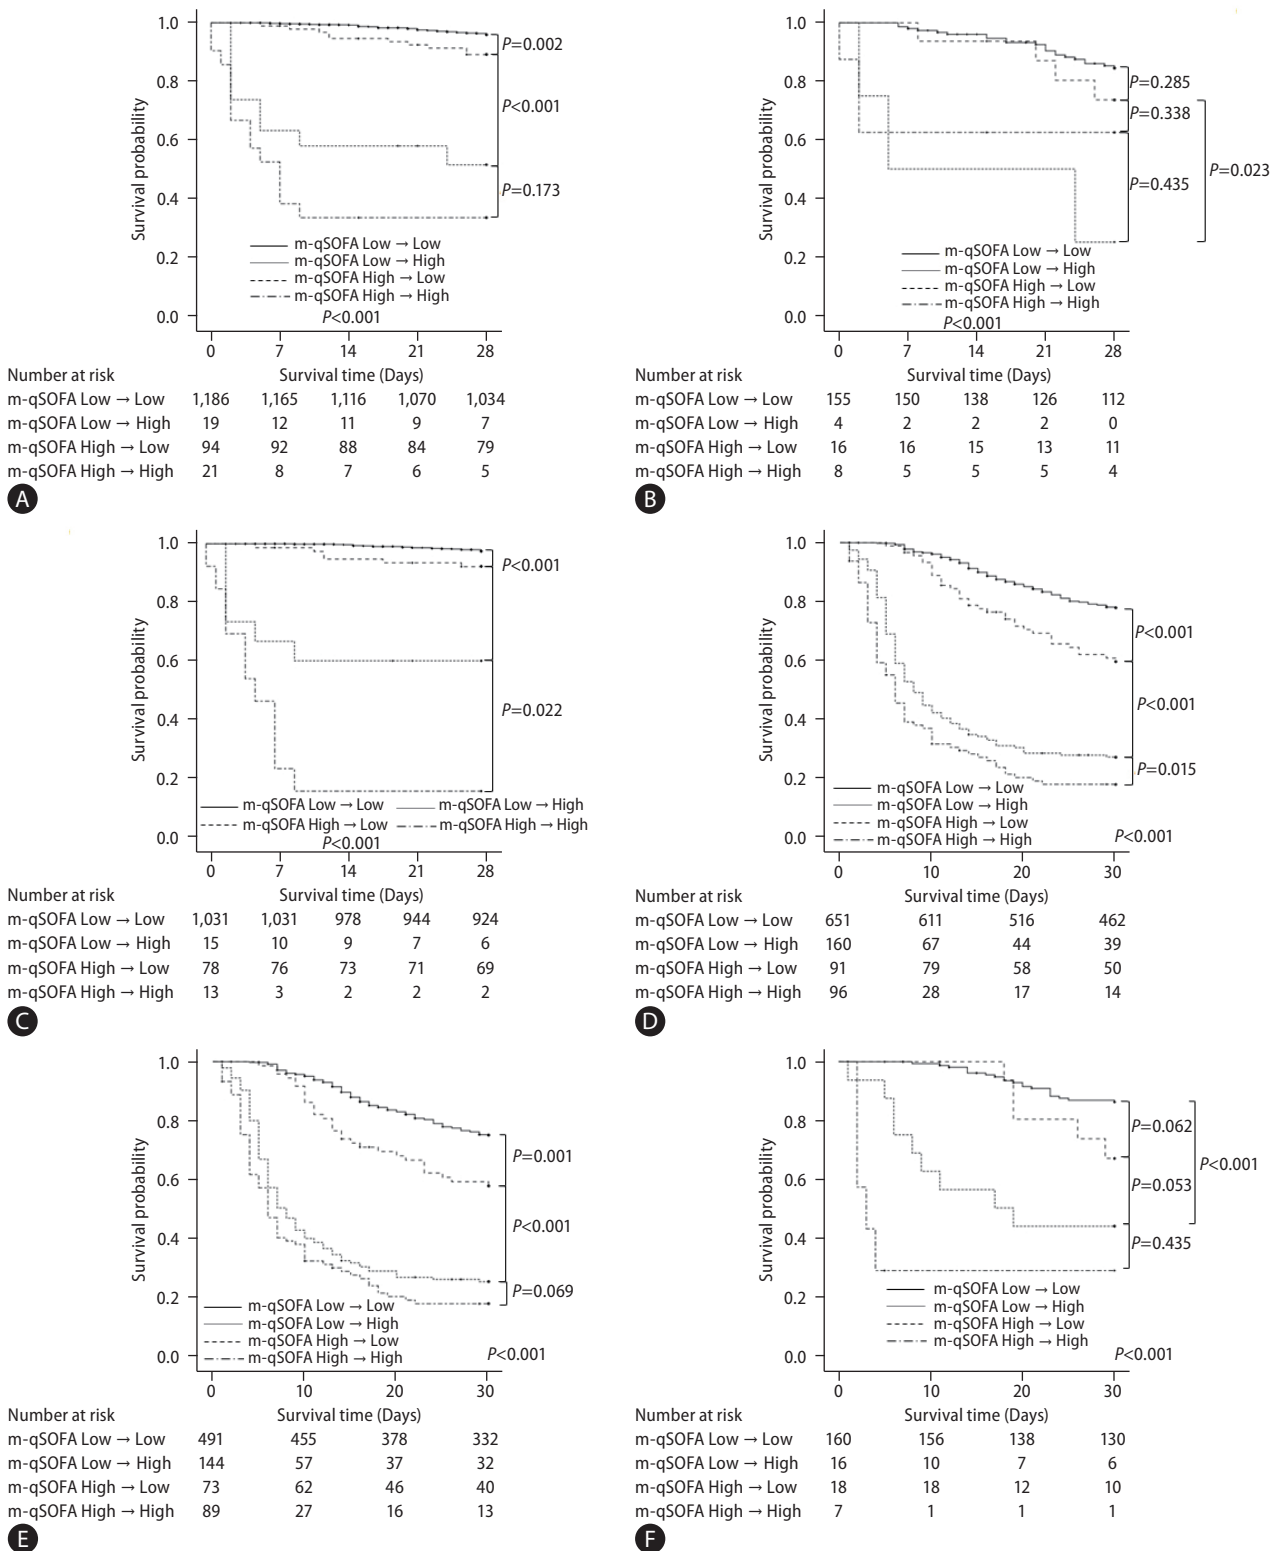 1.0
0.8
0.6
0.4
0.2
0.0
Survival probability
P=0.002
P<0.001
P=0.173
m-qSOFA Low → Low
m-qSOFA Low → High
m-qSOFA High → Low
m-qSOFA High → High
P<0.001
0 7 14 21 28
Number at risk Survival time (Days)
m-qSOFA Low → Low 1,186 1,165 1,116 1,070 1,034
m-qSOFA Low → High 19 12 11 9 7
m-qSOFA High → Low 94 92 88 84 79
m-qSOFA High → High 21 8 7 6 5
A
1.0
0.8
0.6
0.4
0.2
0.0
Survival probability
P=0.285
P=0.338
P=0.023
P=0.435
m-qSOFA Low → Low
m-qSOFA Low → High
m-qSOFA High → Low
m-qSOFA High → High
P<0.001
0 7 14 21 28
Number at risk Survival time (Days)
m-qSOFA Low → Low 155 150 138 126 112
m-qSOFA Low → High 4 2 2 2 0
m-qSOFA High → Low 16 16 15 13 11
m-qSOFA High → High 8 5 5 5 4
B
1.0
0.8
0.6
0.4
0.2
0.0
Survival probability
P<0.001
P=0.022
m-qSOFA Low → Low m-qSOFA Low → High
m-qSOFA High → Low m-qSOFA High → High
P<0.001
0 7 14 21 28
Number at risk Survival time (Days)
m-qSOFA Low → Low 1,031 1,031 978 944 924
m-qSOFA Low → High 15 10 9 7 6
m-qSOFA High → Low 78 76 73 71 69
m-qSOFA High → High 13 3 2 2 2
C
1.0
0.8
0.6
0.4
0.2
0.0
Survival probability
P<0.001
P<0.001
P=0.015
m-qSOFA Low → Low
m-qSOFA Low → High
m-qSOFA High → Low
m-qSOFA High → High
P<0.001
0 10 20 30
Number at risk Survival time (Days)
m-qSOFA Low → Low 651 611 516 462
m-qSOFA Low → High 160 67 44 39
m-qSOFA High → Low 91 79 58 50
m-qSOFA High → High 96 28 17 14
D
1.0
0.8
0.6
0.4
0.2
0.0
Survival probability
P=0.001
P<0.001
P=0.069
m-qSOFA Low → Low
m-qSOFA Low → High
m-qSOFA High → Low
m-qSOFA High → High
P<0.001
0 10 20 30
Number at risk Survival time (Days)
m-qSOFA Low → Low 491 455 378 332
m-qSOFA Low → High 144 57 37 32
m-qSOFA High → Low 73 62 46 40
m-qSOFA High → High 89 27 16 13
E
1.0
0.8
0.6
0.4
0.2
0.0
Survival probability
P=0.062
P<0.001
P=0.053
P=0.435
m-qSOFA Low → Low
m-qSOFA Low → High
m-qSOFA High → Low
m-qSOFA High → High
P<0.001
0 10 20 30
Number at risk Survival time (Days)
m-qSOFA Low → Low 160 156 138 130
m-qSOFA Low → High 16 10 7 6
m-qSOFA High → Low 18 18 12 10
m-qSOFA High → High 7 1 1 1
F